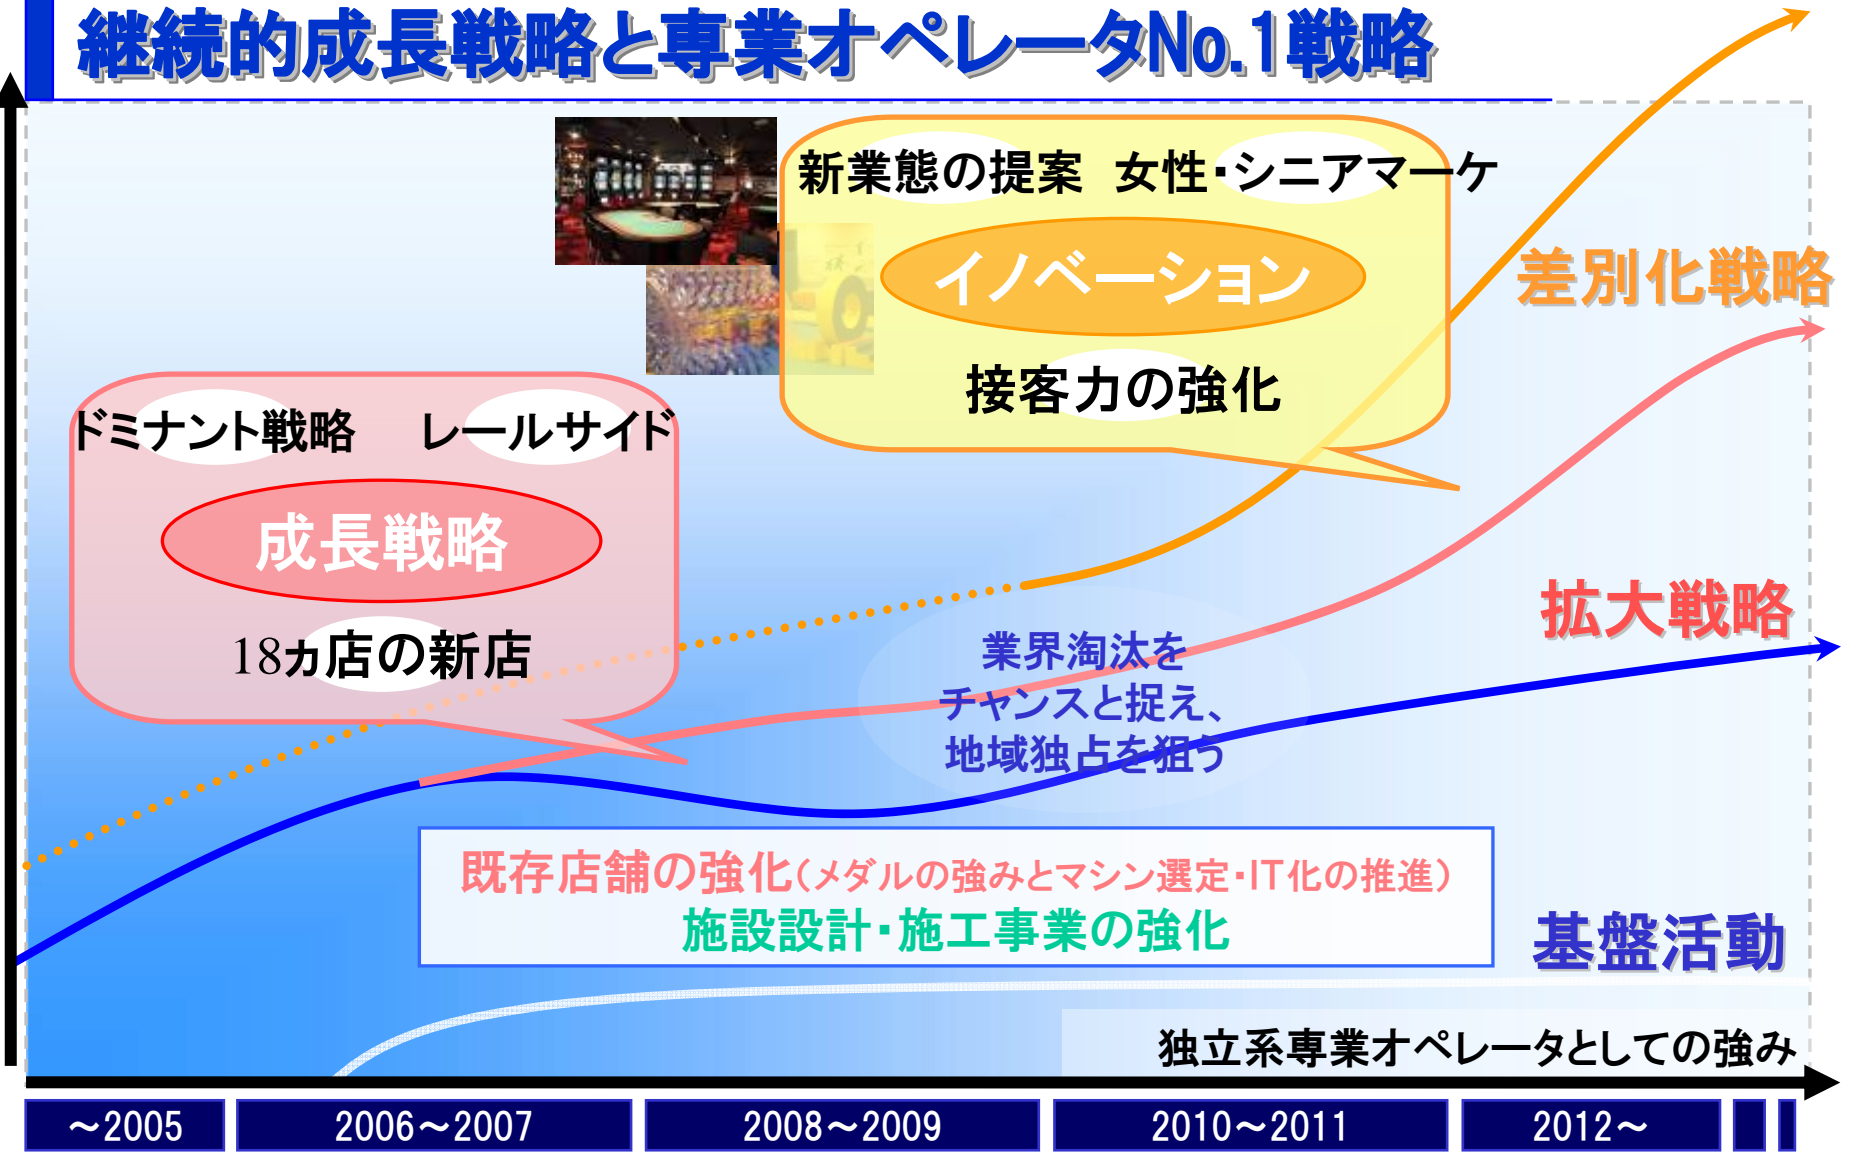 継続的成長戦略と専業オペレータNo.1戦略
新業態の提案 女性・シニアマーケ
イノベーション
接客力の強化
差別化戦略
ドミナント戦略 レールサイド
成長戦略
18ヵ店の新店
拡大戦略
業界淘汰を
チャンスと捉え、
地域独占を狙う
既存店舗の強化(メダルの強みとマシン選定・IT化の推進)
施設設計・施工事業の強化
基盤活動
独立系専業オペレータとしての強み
～2005 2006～2007 2008～2009 2010～2011 2012～